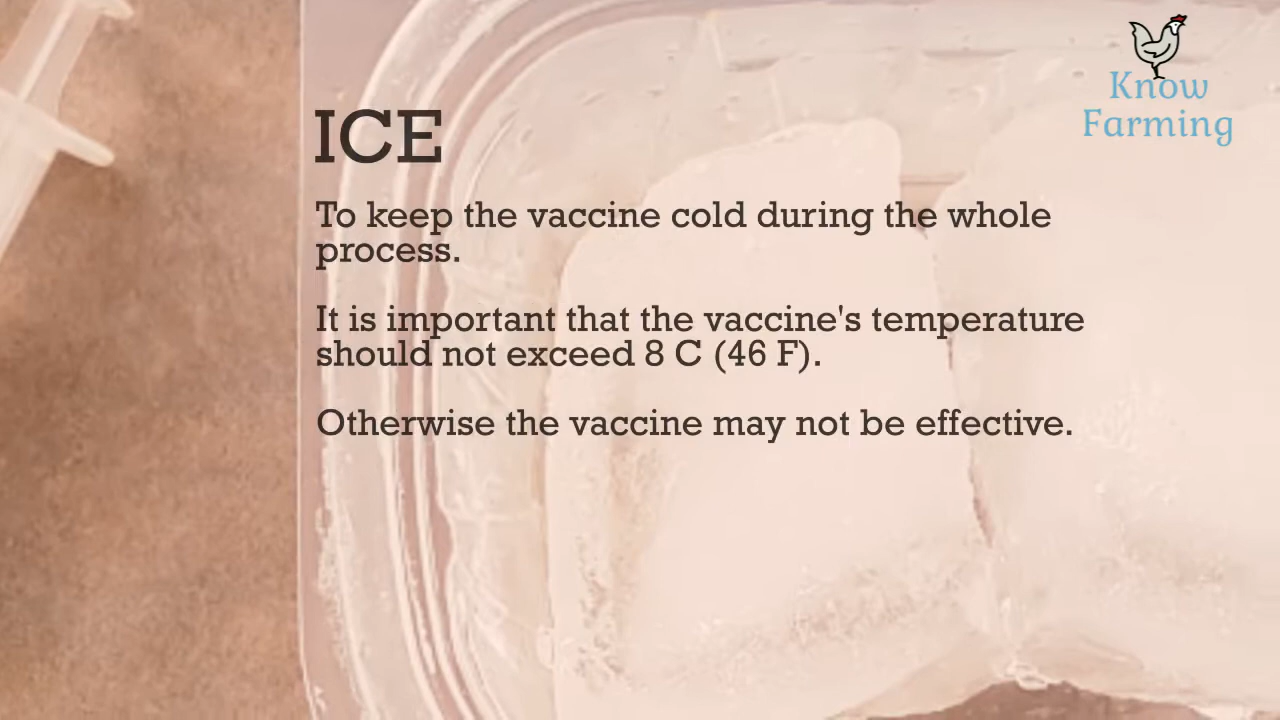 Know
Farming
ICE
To keep the vaccine cold during the whole
process.
It is important that the vaccine's temperature
should not exceed 8 C (46 F).
Otherwise the vaccine may not be effective.